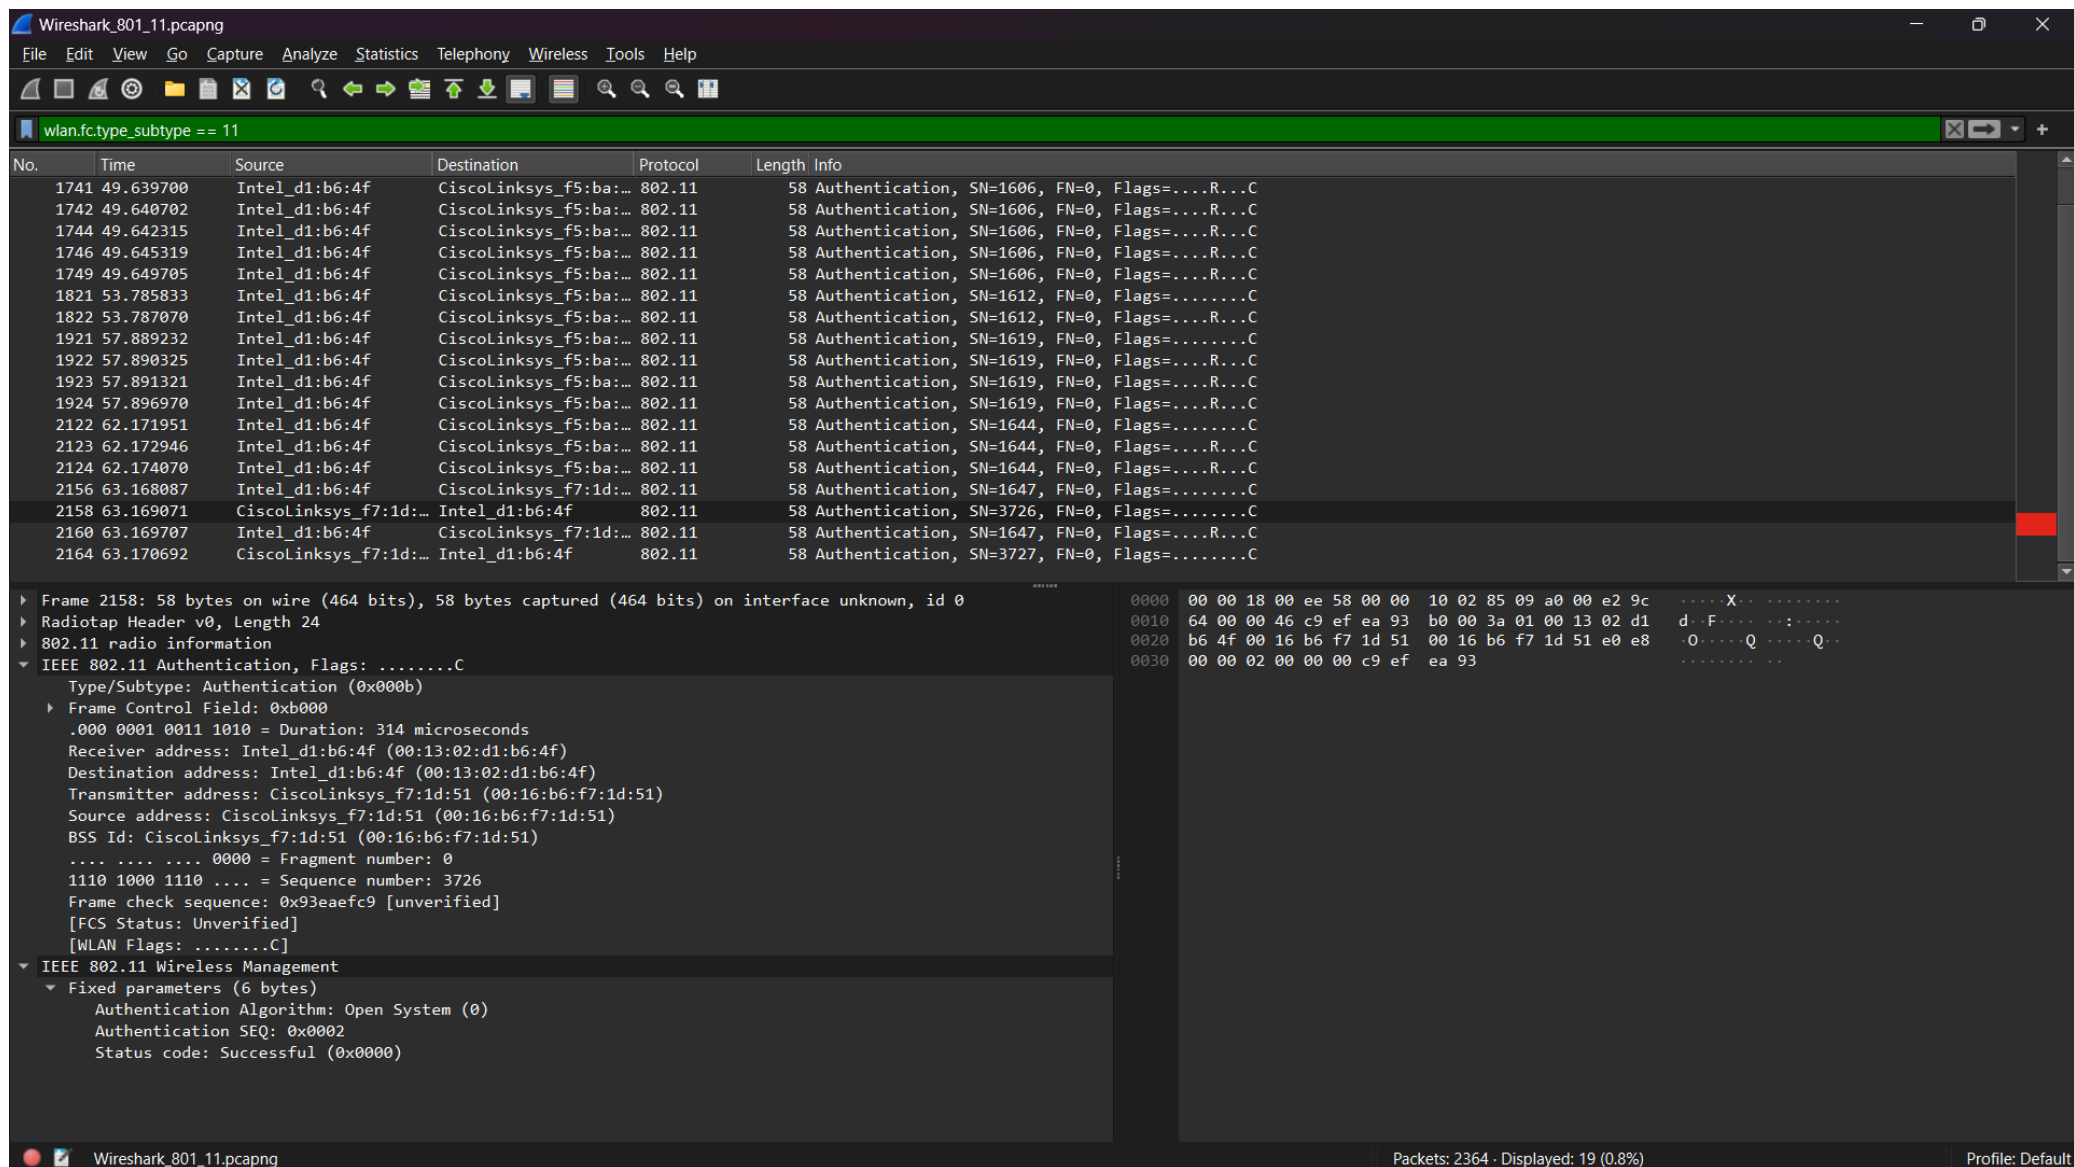 Wireshark_801_11.pcapng
File Edit View Go Capture Analyze Statistics Telephony Wireless Tools Help
wlan.fc.type_subtype == 11
No. Time Source Destination Protocol Length Info
1741 49.639700 Intel_d1:b6:4f CiscoLinksys_f5:ba:… 802.11 58 Authentication, SN=1606, FN=0, Flags=....R...C
1742 49.640702 Intel_d1:b6:4f CiscoLinksys_f5:ba:… 802.11 58 Authentication, SN=1606, FN=0, Flags=....R...C
1744 49.642315 Intel_d1:b6:4f CiscoLinksys_f5:ba:… 802.11 58 Authentication, SN=1606, FN=0, Flags=....R...C
1746 49.645319 Intel_d1:b6:4f CiscoLinksys_f5:ba:… 802.11 58 Authentication, SN=1606, FN=0, Flags=....R...C
1749 49.649705 Intel_d1:b6:4f CiscoLinksys_f5:ba:… 802.11 58 Authentication, SN=1606, FN=0, Flags=....R...C
1821 53.785833 Intel_d1:b6:4f CiscoLinksys_f5:ba:… 802.11 58 Authentication, SN=1612, FN=0, Flags=........C
1822 53.787070 Intel_d1:b6:4f CiscoLinksys_f5:ba:… 802.11 58 Authentication, SN=1612, FN=0, Flags=....R...C
1921 57.889232 Intel_d1:b6:4f CiscoLinksys_f5:ba:… 802.11 58 Authentication, SN=1619, FN=0, Flags=........C
1922 57.890325 Intel_d1:b6:4f CiscoLinksys_f5:ba:… 802.11 58 Authentication, SN=1619, FN=0, Flags=....R...C
1923 57.891321 Intel_d1:b6:4f CiscoLinksys_f5:ba:… 802.11 58 Authentication, SN=1619, FN=0, Flags=....R...C
1924 57.896970 Intel_d1:b6:4f CiscoLinksys_f5:ba:… 802.11 58 Authentication, SN=1619, FN=0, Flags=....R...C
2122 62.171951 Intel_d1:b6:4f CiscoLinksys_f5:ba:… 802.11 58 Authentication, SN=1644, FN=0, Flags=........C
2123 62.172946 Intel_d1:b6:4f CiscoLinksys_f5:ba:… 802.11 58 Authentication, SN=1644, FN=0, Flags=....R...C
2124 62.174070 Intel_d1:b6:4f CiscoLinksys_f5:ba:… 802.11 58 Authentication, SN=1644, FN=0, Flags=....R...C
2156 63.168087 Intel_d1:b6:4f CiscoLinksys_f7:1d:… 802.11 58 Authentication, SN=1647, FN=0, Flags=........C
2158 63.169071 CiscoLinksys_f7:1d:… Intel_d1:b6:4f 802.11 58 Authentication, SN=3726, FN=0, Flags=........C
2160 63.169707 Intel_d1:b6:4f CiscoLinksys_f7:1d:… 802.11 58 Authentication, SN=1647, FN=0, Flags=....R...C
2164 63.170692 CiscoLinksys_f7:1d:… Intel_d1:b6:4f 802.11 58 Authentication, SN=3727, FN=0, Flags=........C
Frame 2158: 58 bytes on wire (464 bits), 58 bytes captured (464 bits) on interface unknown, id 0
Radiotap Header v0, Length 24
802.11 radio information
IEEE 802.11 Authentication, Flags: ........C
Type/Subtype: Authentication (0x000b)
Frame Control Field: 0xb000
.000 0001 0011 1010 = Duration: 314 microseconds
Receiver address: Intel_d1:b6:4f (00:13:02:d1:b6:4f)
Destination address: Intel_d1:b6:4f (00:13:02:d1:b6:4f)
Transmitter address: CiscoLinksys_f7:1d:51 (00:16:b6:f7:1d:51)
Source address: CiscoLinksys_f7:1d:51 (00:16:b6:f7:1d:51)
BSS Id: CiscoLinksys_f7:1d:51 (00:16:b6:f7:1d:51)
.... .... .... 0000 = Fragment number: 0
1110 1000 1110 .... = Sequence number: 3726
Frame check sequence: 0x93eaefc9 [unverified]
[FCS Status: Unverified]
[WLAN Flags: ........C]
IEEE 802.11 Wireless Management
Fixed parameters (6 bytes)
Authentication Algorithm: Open System (0)
Authentication SEQ: 0x0002
Status code: Successful (0x0000)
0000 00 00 18 00 ee 58 00 00 10 02 85 09 a0 00 e2 9c ·····X·· ········
0010 64 00 00 46 c9 ef ea 93 b0 00 3a 01 00 13 02 d1 d··F···· ··:·····
0020 b6 4f 00 16 b6 f7 1d 51 00 16 b6 f7 1d 51 e0 e8 ·O·····Q ·····Q··
0030 00 00 02 00 00 00 c9 ef ea 93 ········ ··
Wireshark_801_11.pcapng Packets: 2364 · Displayed: 19 (0.8%) Profile: Default